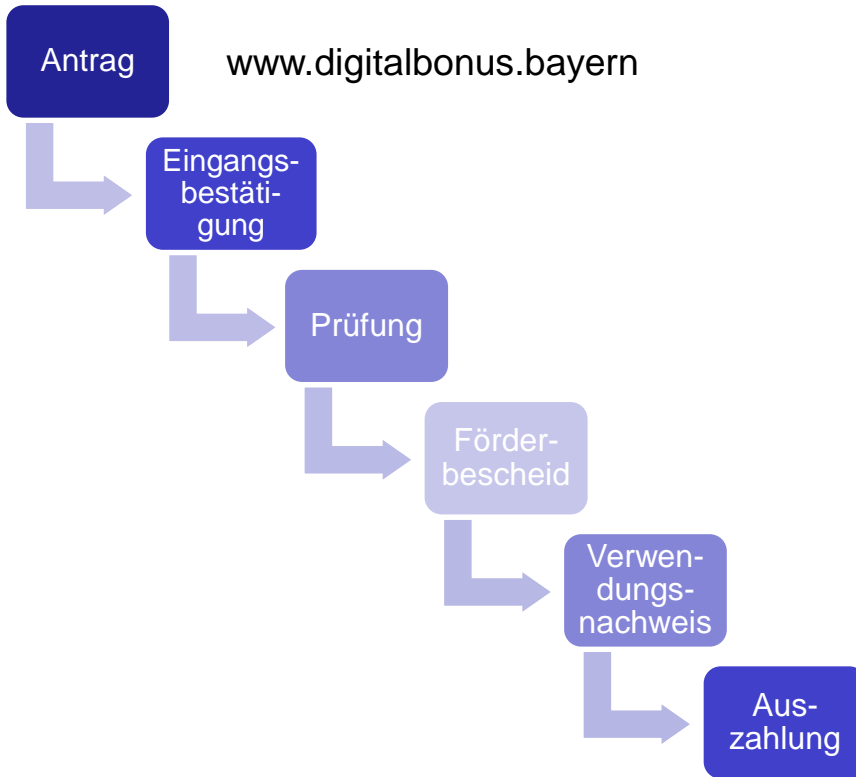 Antrag
www.digitalbonus.bayern
Eingangs-
bestäti-
gung
Prüfung
Förder-
bescheid
Verwen-
dungs-
nachweis
Aus-
zahlung